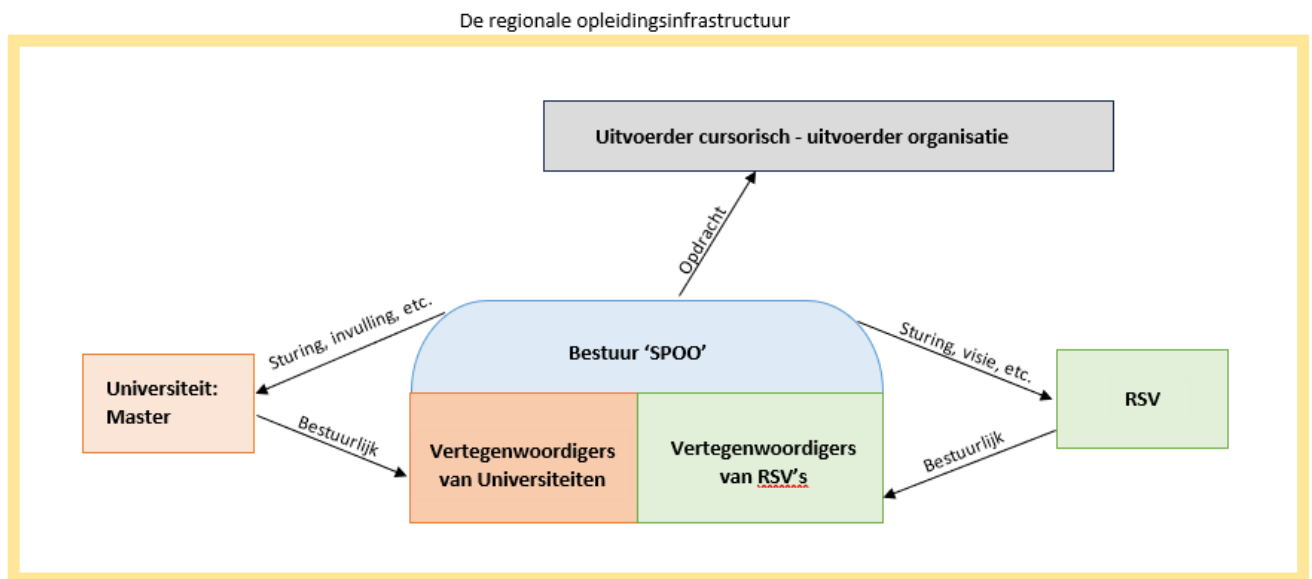 De regionale opleidingsinfrastructuur
Uitvoerder cursorisch - uitvoerder organisatie
Opdracht
Sturing, invulling, etc.
Sturing, visie, etc.
Bestuur ‘SPOO’
Universiteit:
Master
RSV
Bestuurlijk
Bestuurlijk
Vertegenwoordigers
van Universiteiten
Vertegenwoordigers
van RSV’s